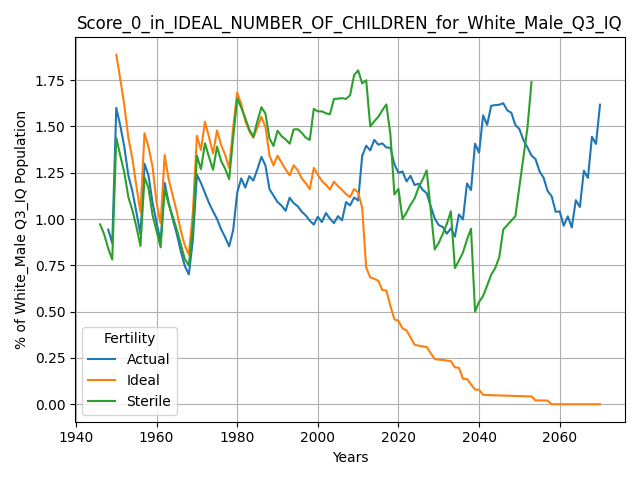 Score_0_in_IDEAL_NUMBER_OF_CHILDREN_for_White_Male_Q3_IQ
% of White_Male Q3_IQ Population
1.75
1.50
1.25
1.00
0.75
0.50
0.25
0.00
Fertility
Actual
Ideal
Sterile
1940 1960 1980 2000 2020 2040 2060
Years